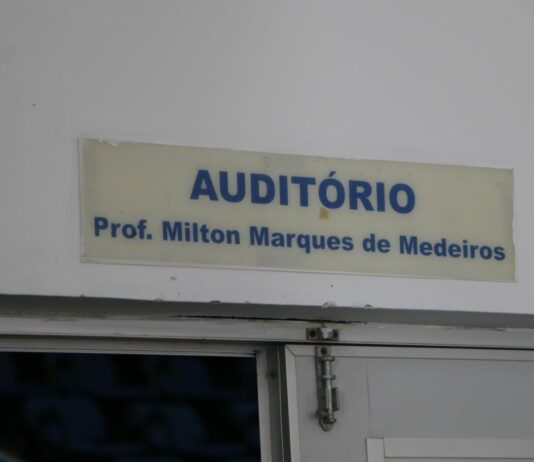 AUDITÓRIO
Prof. Milton Marques de Medeiros